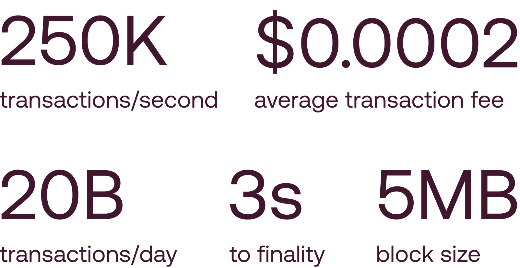 250K $0.0002
transactions/second average transaction fee
20B 3s 5MB
transactions/day to finality block size